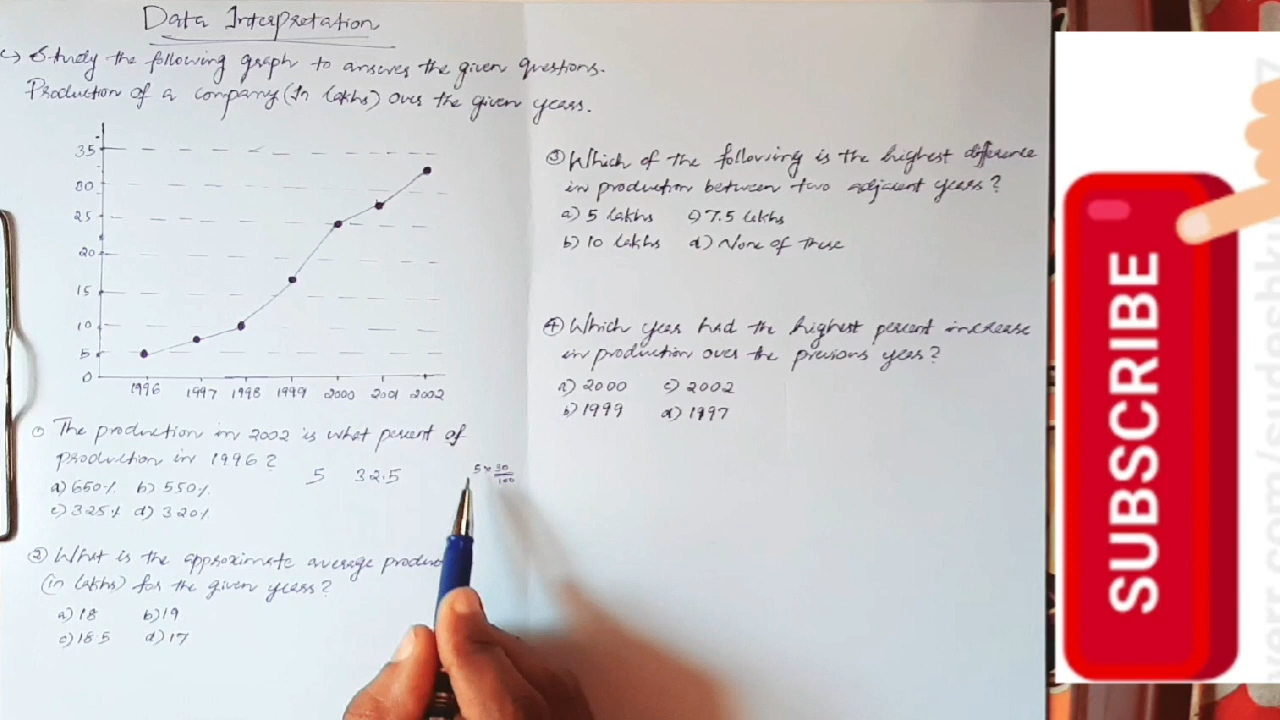 Data Interpretation
Study the following graph to answer the given questions.
Production of a company (In lakhs) over the given years.
35
30
25
20
15
10
5
0
1996 1997 1998 1999 2000 2001 2002
① The production in 2002 is what percent of
production in 1996?
5 32.5
5 × 30
100
a) 650% b) 550%
c) 325% d) 320%
② What is the approximate average produc
(in lakhs) for the given years?
a) 18 b) 19
c) 18.5 d) 17
③ Which of the following is the highest difference
in production between two adjacent years?
a) 5 lakhs c) 7.5 lakhs
b) 10 lakhs d) None of These
④ Which year had the highest percent increase
in production over the previous year?
a) 2000 c) 2002
b) 1999 d) 1997
SUBSCRIBE